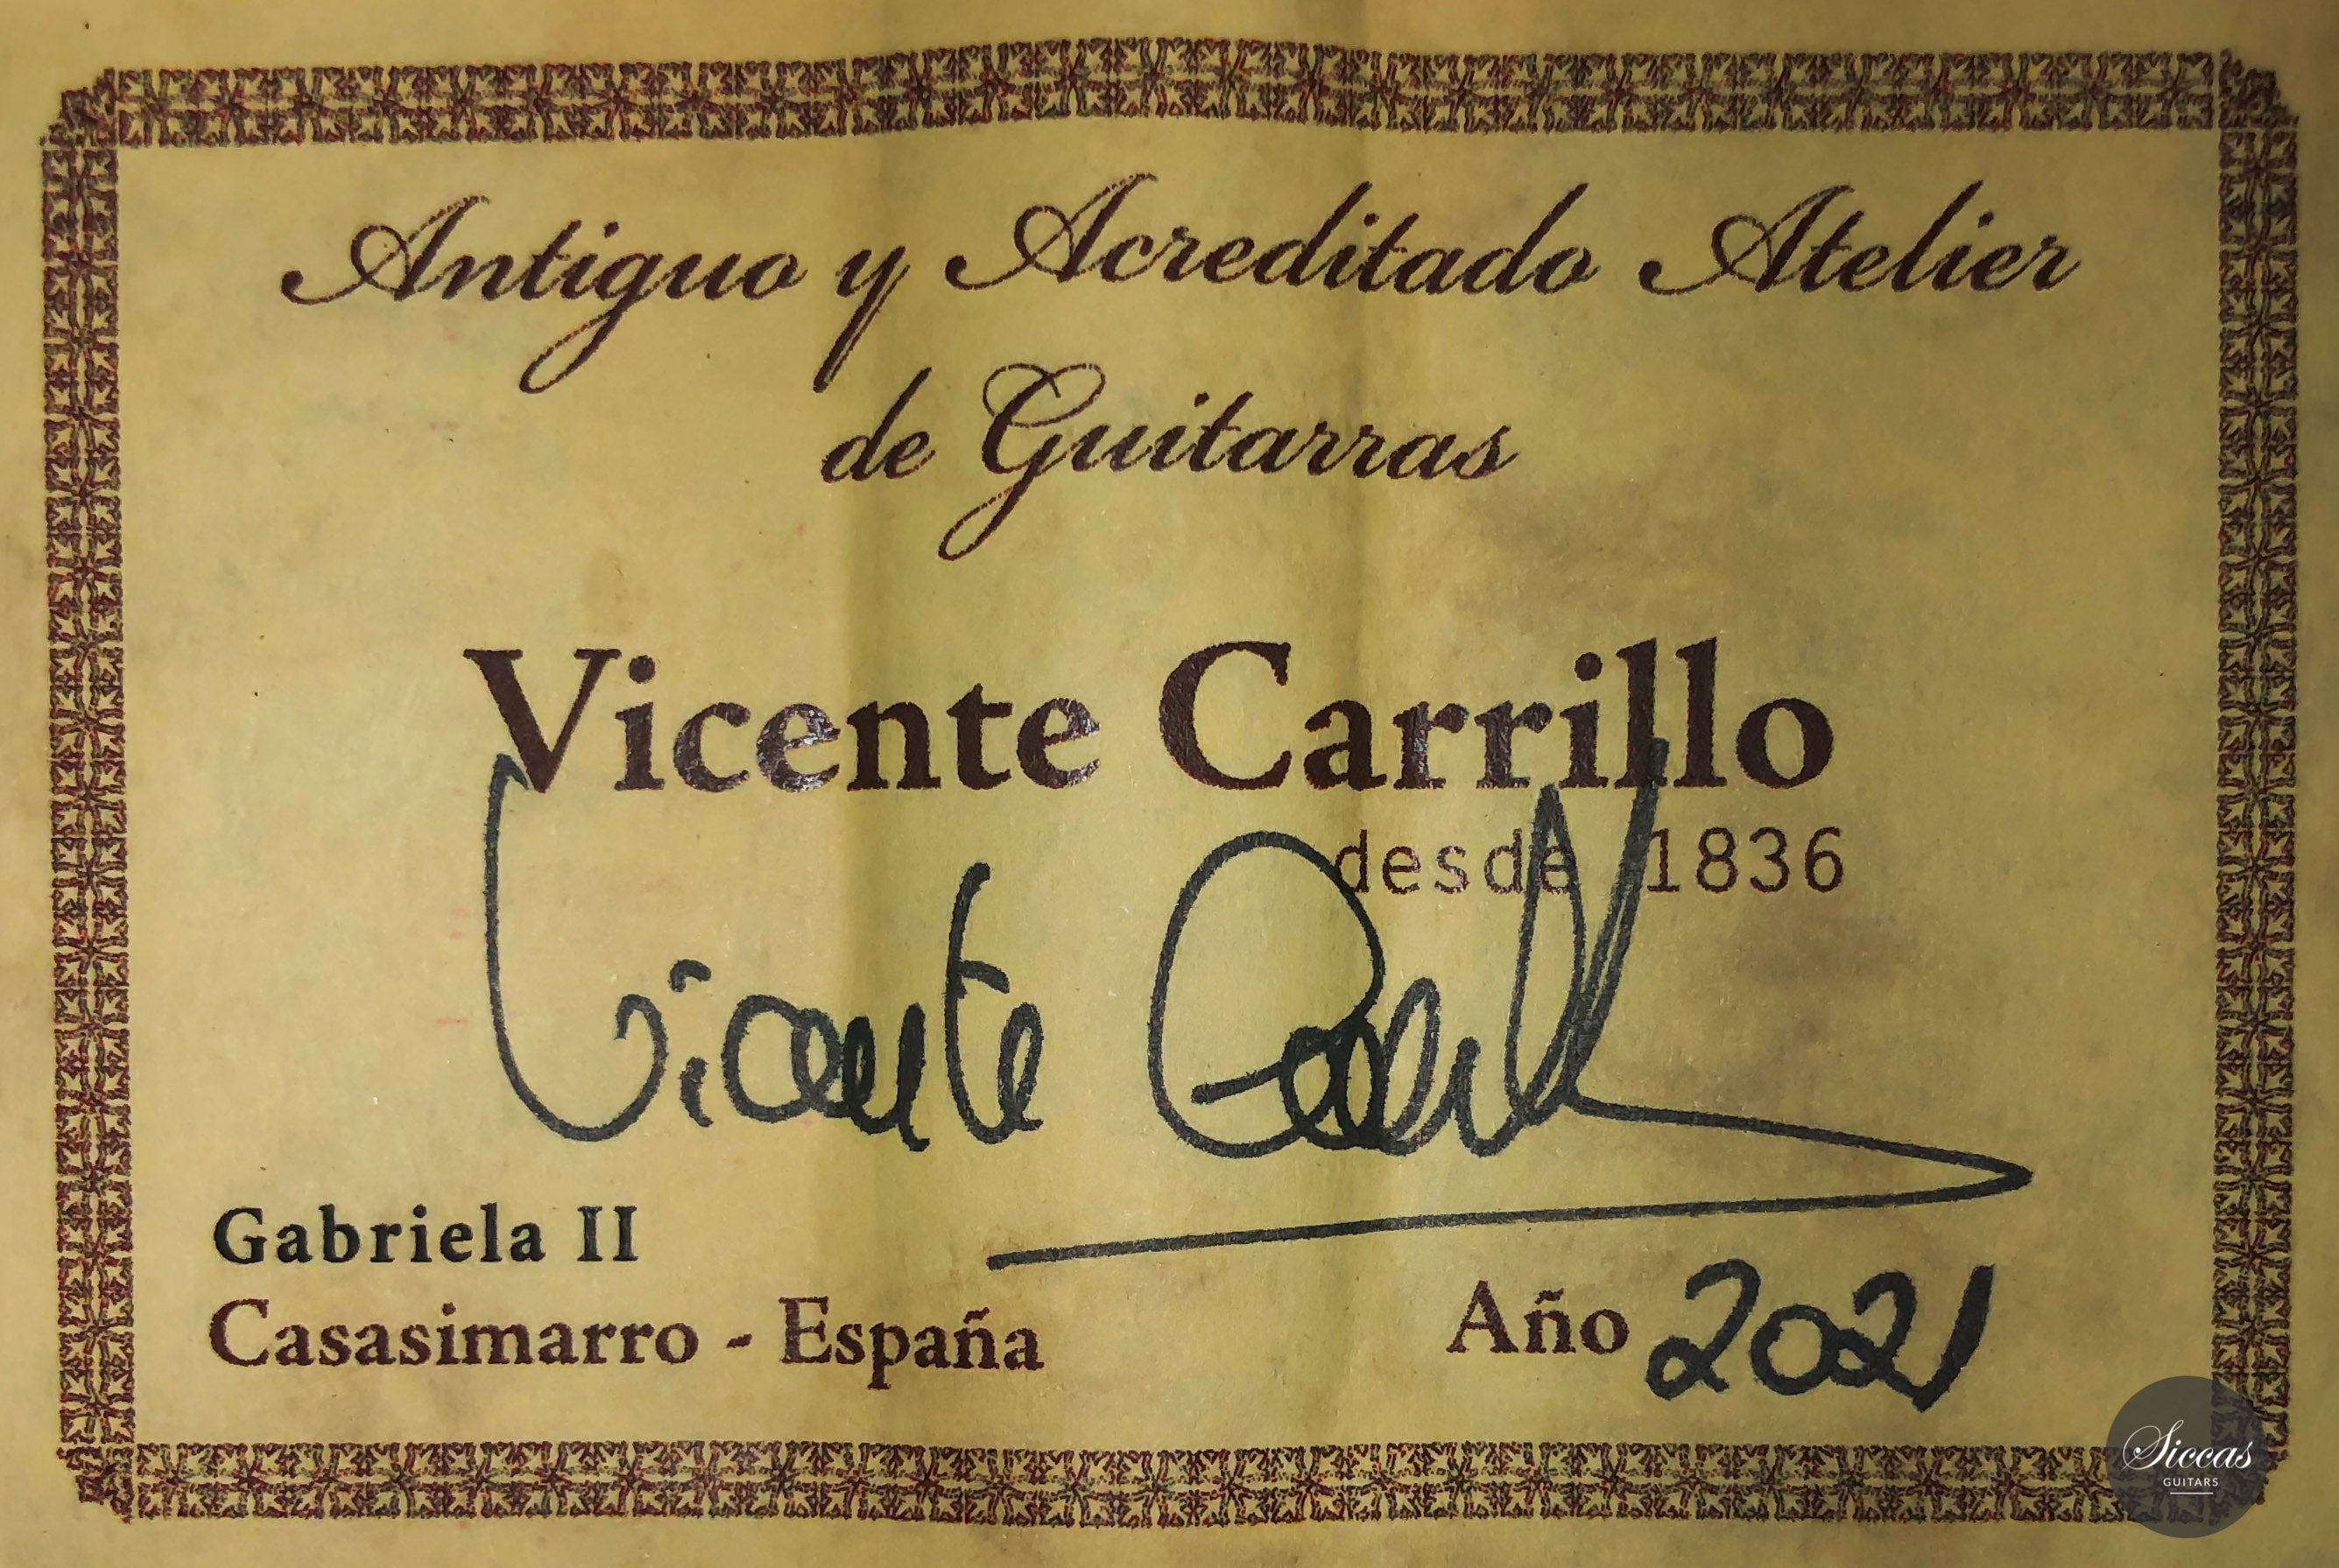 Antiguo y Acreditado Atelier
de Guitarras
Vicente Carrillo
desde 1836
Vicente Carrillo
Gabriela II
Casasimarro - España
Año 2021
Siccas
GUITARS